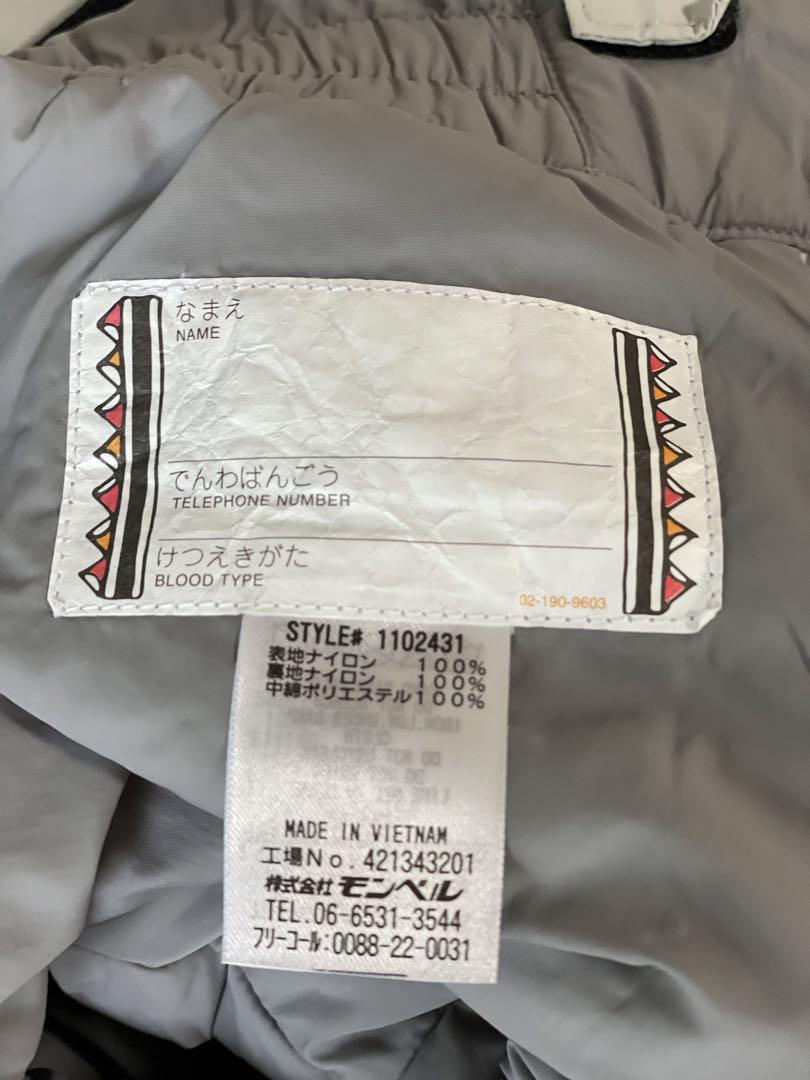 なまえ
NAME
でんわばんごう
TELEPHONE NUMBER
けつえきがた
BLOOD TYPE
02-190-9603
STYLE# 1102431
表地ナイロン 100%
裏地ナイロン 100%
中綿ポリエステル100%
MADE IN VIETNAM
工場No.421343201
株式会社モンベル
TEL.06-6531-3544
フリーコール:0088-22-0031